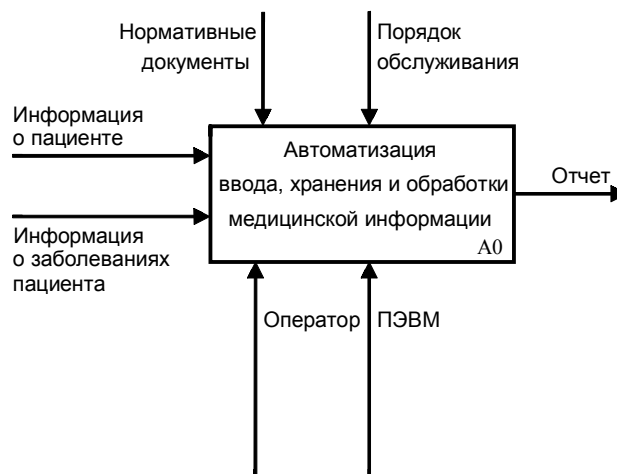 Нормативные
документы
Порядок
обслуживания
Информация
о пациенте
Автоматизация
ввода, хранения и обработки
медицинской информации
A0
Отчет
Информация
о заболеваниях
пациента
Оператор
ПЭВМ